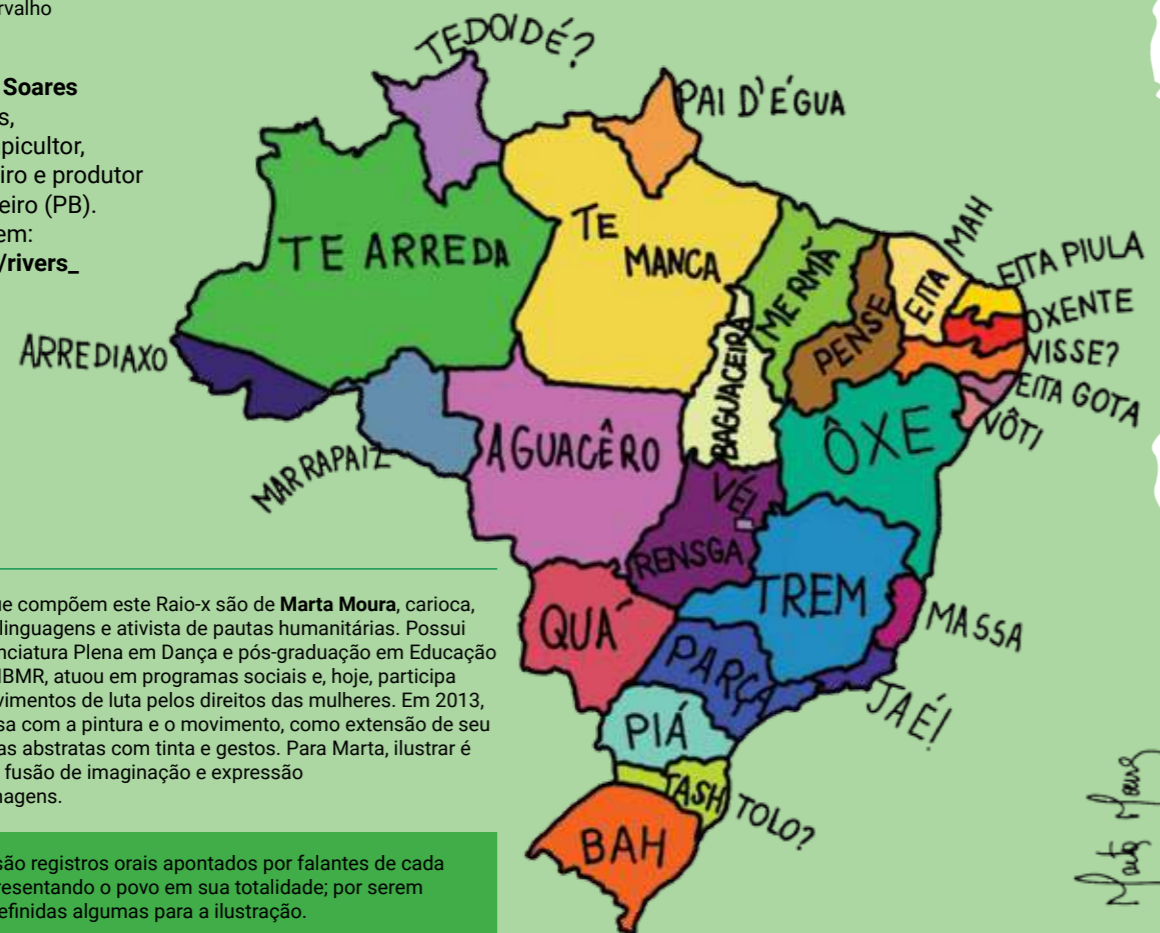 rvalho
Soares
s,
picultor,
iro e produtor
eiro (PB).
em:
/rivers_
TEDOIDÉ?
PAI D'ÉGUA
TE ARREDA
TE
MANCA
MERMÃ
PENSE
EITA
MAH
EITA PIULA
OXENTE
VISSE?
EITA GOTA
NÔTI
ARREDIAXO
MARRAPAIZ
AGUACÊRO
BAGUACEIRA
ÔXE
VÉI
RENSGA
TREM
QUÁ
MASSA
PARÇA
JAÉ!
PIÁ
TASH
TOLO?
BAH
Marta Moura
ue compõem este Raio-x são de Marta Moura, carioca,
linguagens e ativista de pautas humanitárias. Possui
nciatura Plena em Dança e pós-graduação em Educação
IBMR, atuou em programas sociais e, hoje, participa
vimentos de luta pelos direitos das mulheres. Em 2013,
sa com a pintura e o movimento, como extensão de seu
as abstratas com tinta e gestos. Para Marta, ilustrar é
fusão de imaginação e expressão
nagens.
são registros orais apontados por falantes de cada
presentando o povo em sua totalidade; por serem
efinidas algumas para a ilustração.